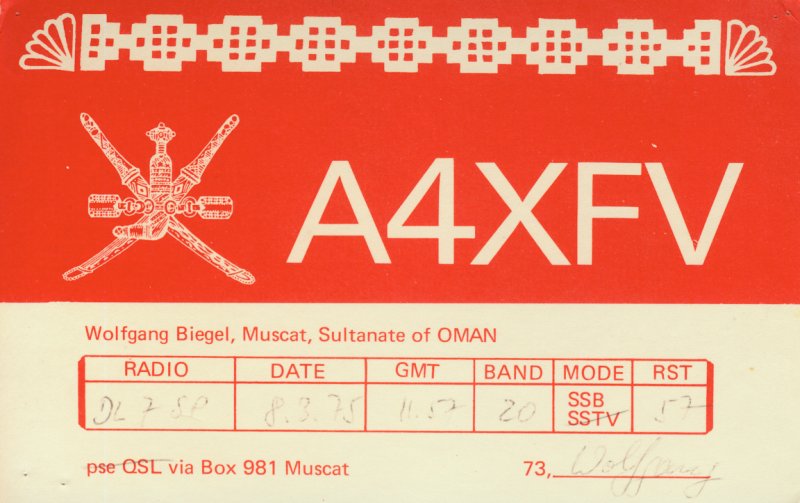 A4XFV
Wolfgang Biegel, Muscat, Sultanate of OMAN
RADIO DATE GMT BAND MODE RST
DL 7 SP 8.3.75 11.57 20 SSB SSTV 57
pse QSL via Box 981 Muscat 73, Wolfgang